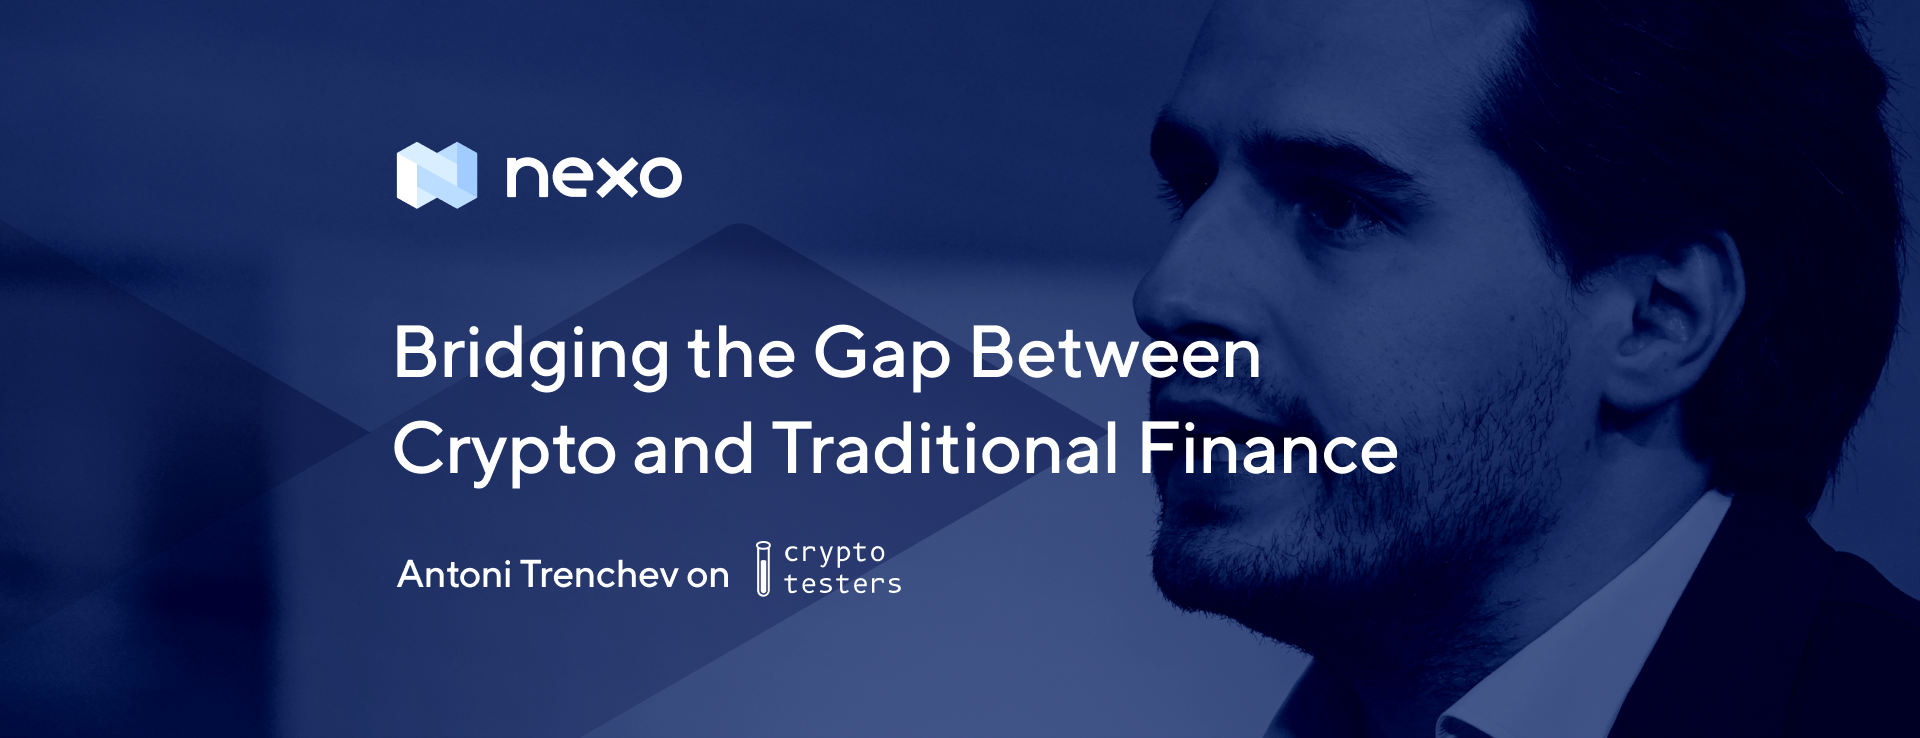 nexo
Bridging the Gap Between
Crypto and Traditional Finance
Antoni Trenchev on
crypto
testers